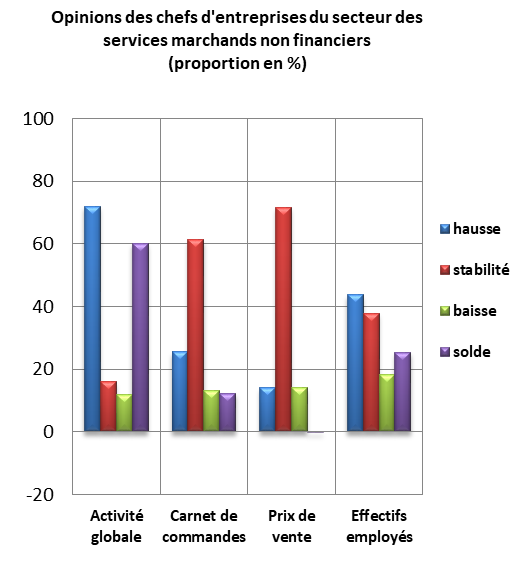 Opinions des chefs d'entreprises du secteur des
services marchands non financiers
(proportion en %)
100
80
60
40
20
0
-20
hausse
stabilité
baisse
solde
Activité
globale
Carnet de
commandes
Prix de
vente
Effectifs
employés